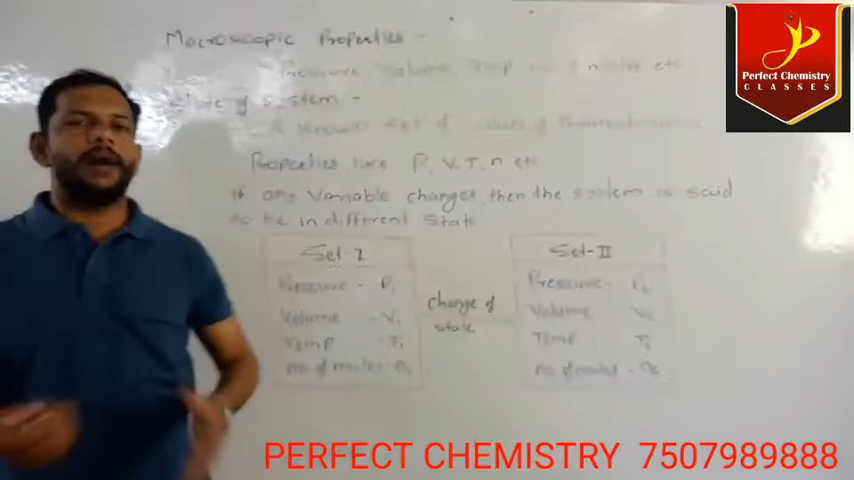 Macroscopic Properties -
Pressure, Volume, Temp no of moles etc
State of system -
A Known Set of values of
Properties like P, V, T, n etc
If any Variable changes, then the system is said
to be in different State
Set-I
Pressure - P₁
Volume - V₁
Temp - T₁
no of moles - n₁
Change of
state
Set-II
Pressure - P₂
Volume V₂
Temp T₂
no of moles - n₂
Perfect Chemistry
CLASSES
PERFECT CHEMISTRY 7507989888